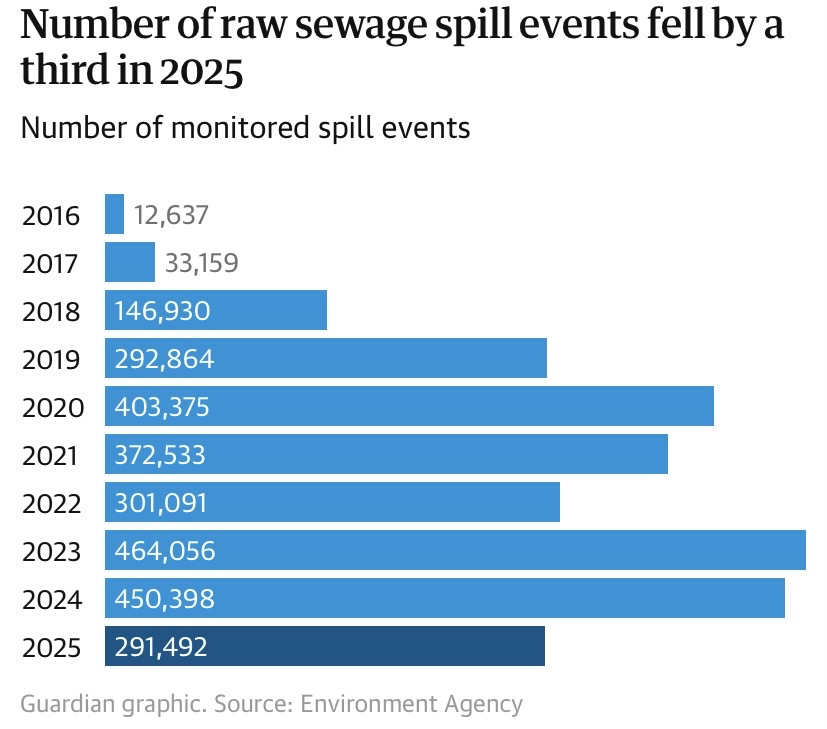 Number of raw sewage spill events fell by a
third in 2025
Number of monitored spill events
2016 12,637
2017 33,159
2018 146,930
2019 292,864
2020 403,375
2021 372,533
2022 301,091
2023 464,056
2024 450,398
2025 291,492
Guardian graphic. Source: Environment Agency